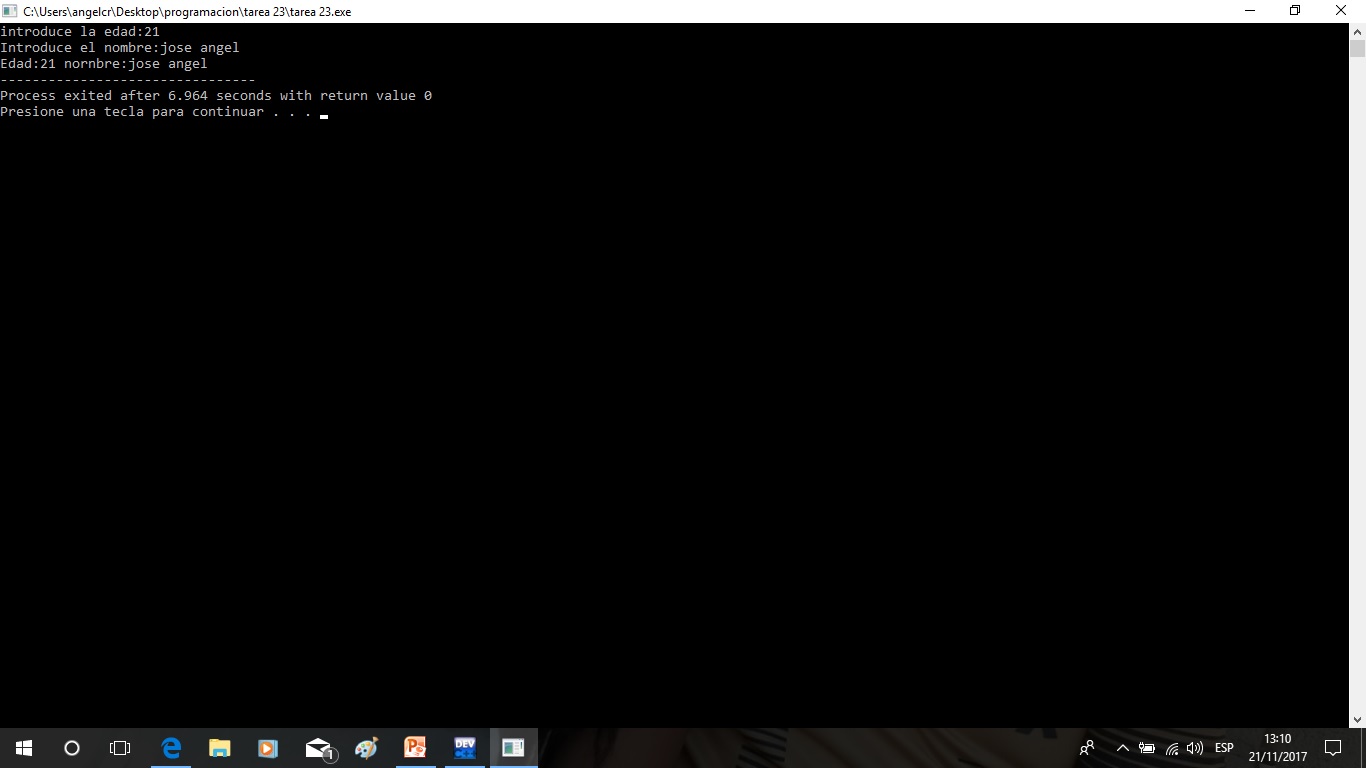 C:\Users\angelcr\Desktop\programacion\tarea 23\tarea 23.exe
introduce la edad:21
Introduce el nombre:jose angel
Edad:21 nornbre:jose angel
--------------------------------
Process exited after 6.964 seconds with return value 0
Presione una tecla para continuar . . .
DEV
1
ESP
13:10
21/11/2017